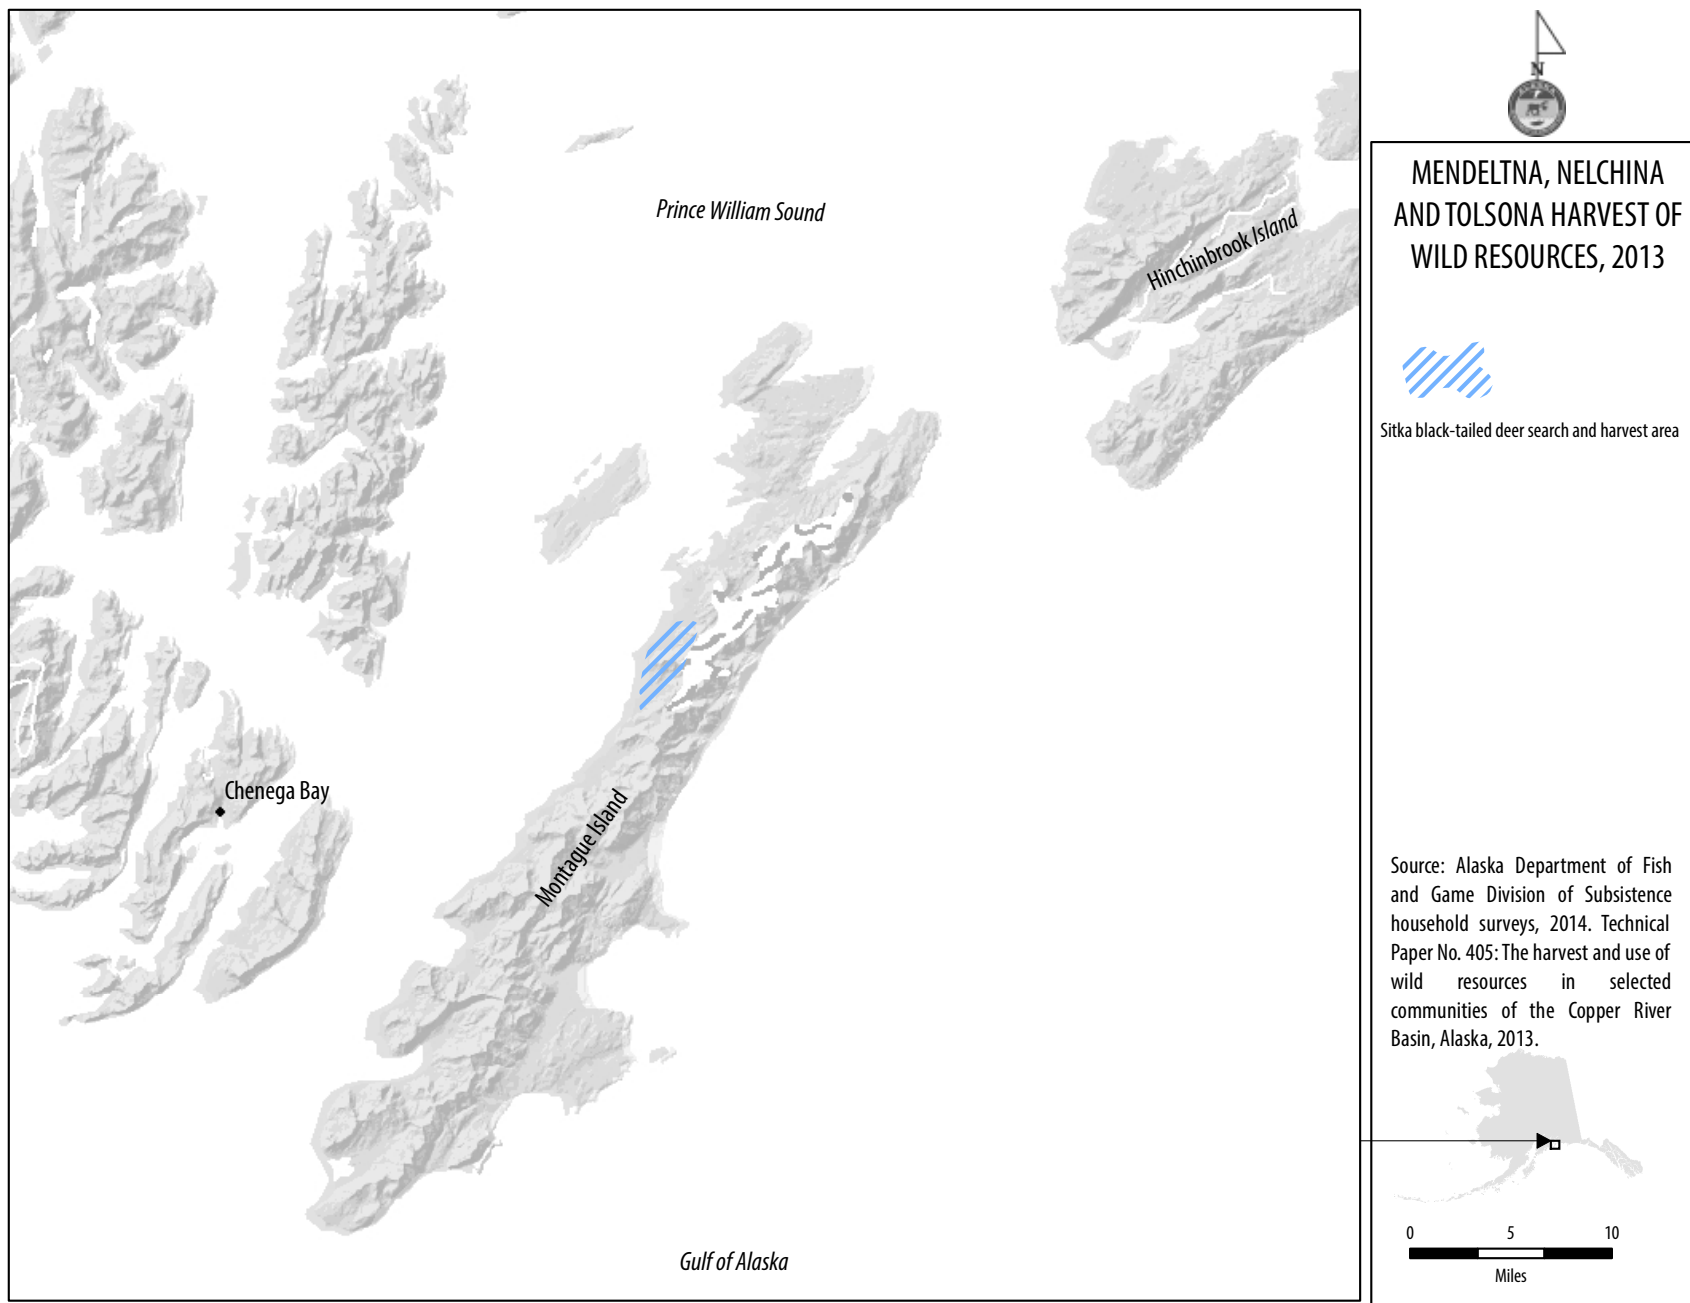 N
ALASKA
MENDELTNA, NELCHINA
AND TOLSONA HARVEST OF
WILD RESOURCES, 2013
Prince William Sound
Hinchinbrook Island
Sitka black-tailed deer search and harvest area
Chenega Bay
Montague Island
Gulf of Alaska
Source: Alaska Department of Fish
and Game Division of Subsistence
household surveys, 2014. Technical
Paper No. 405: The harvest and use of
wild resources in selected
communities of the Copper River
Basin, Alaska, 2013.
0 5 10
Miles